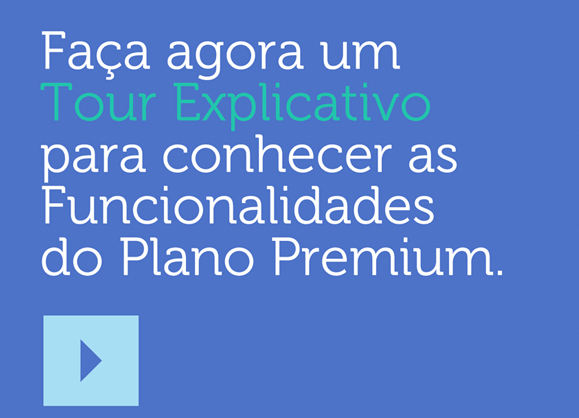 Faça agora um
Tour Explicativo
para conhecer as
Funcionalidades
do Plano Premium.